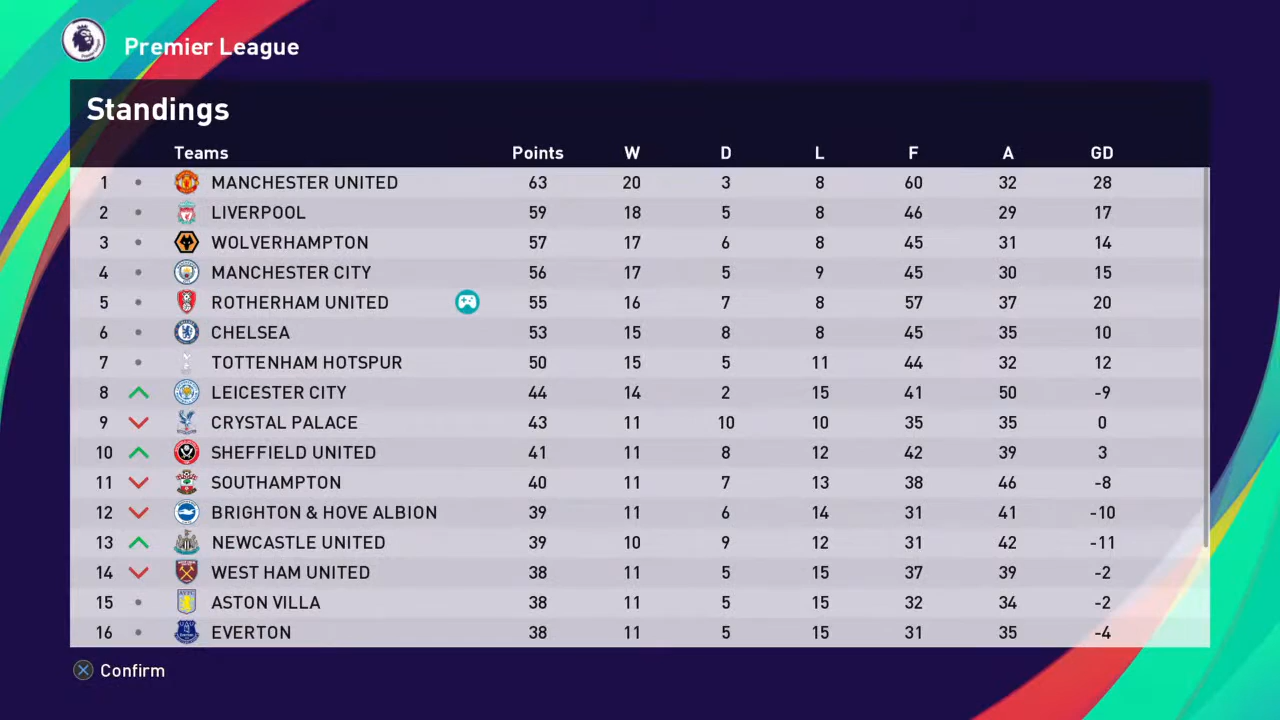 Premier League
Standings
Teams Points W D L F A GD
1 MANCHESTER UNITED 63 20 3 8 60 32 28
2 LIVERPOOL 59 18 5 8 46 29 17
3 WOLVERHAMPTON 57 17 6 8 45 31 14
4 MANCHESTER CITY 56 17 5 9 45 30 15
5 ROTHERHAM UNITED 55 16 7 8 57 37 20
6 CHELSEA 53 15 8 8 45 35 10
7 TOTTENHAM HOTSPUR 50 15 5 11 44 32 12
8 LEICESTER CITY 44 14 2 15 41 50 -9
9 CRYSTAL PALACE 43 11 10 10 35 35 0
10 SHEFFIELD UNITED 41 11 8 12 42 39 3
11 SOUTHAMPTON 40 11 7 13 38 46 -8
12 BRIGHTON & HOVE ALBION 39 11 6 14 31 41 -10
13 NEWCASTLE UNITED 39 10 9 12 31 42 -11
14 WEST HAM UNITED 38 11 5 15 37 39 -2
15 ASTON VILLA 38 11 5 15 32 34 -2
16 EVERTON 38 11 5 15 31 35 -4
Confirm